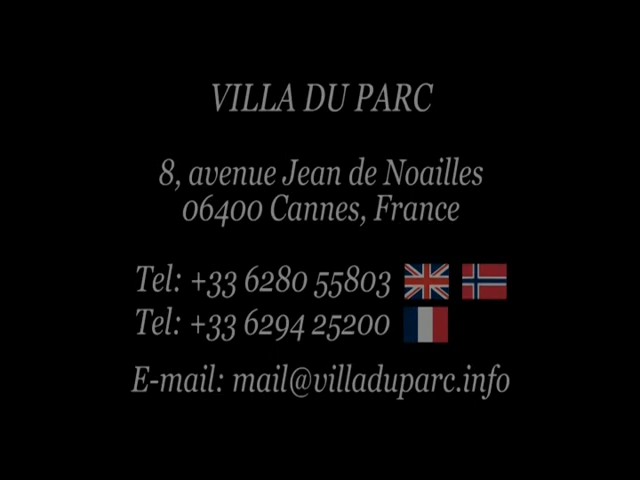 VILLA DU PARC
8, avenue Jean de Noailles
06400 Cannes, France
Tel: +33 6280 55803
Tel: +33 6294 25200
E-mail: mail@villaduparc.info